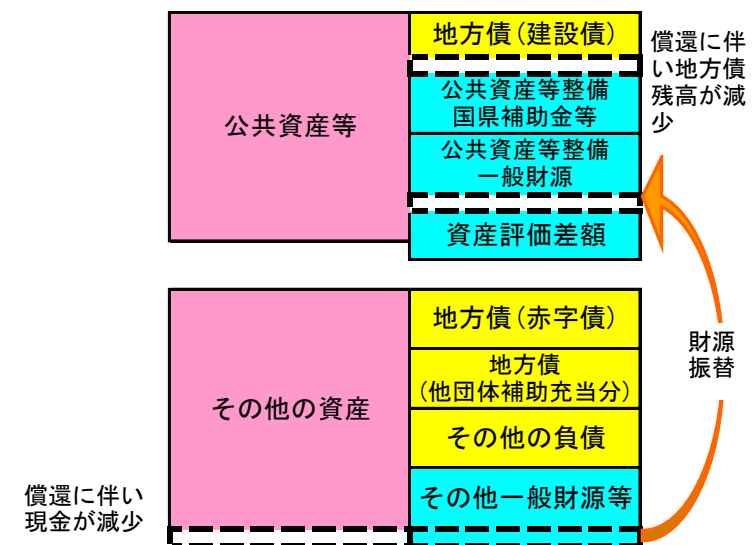 公共資産等
地方債(建設債)
公共資産等整備
国県補助金等
公共資産等整備
一般財源
資産評価差額
償還に伴
い地方債
残高が減
少
その他の資産
地方債(赤字債)
地方債
(他団体補助充当分)
その他の負債
その他一般財源等
財源
振替
償還に伴い
現金が減少